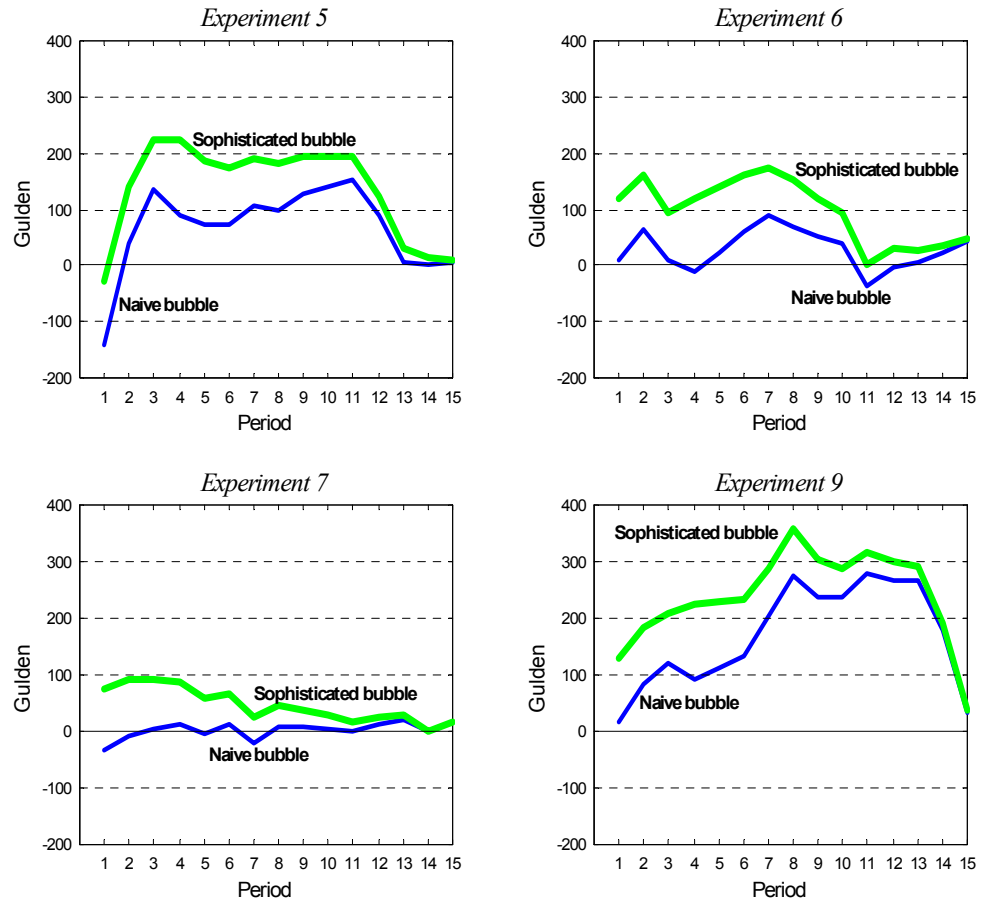 Experiment 5
400
300
200
100
0
-100
-200
Gulden
Sophisticated bubble
Naive bubble
1 2 3 4 5 6 7 8 9 10 11 12 13 14 15
Period
Experiment 6
400
300
200
100
0
-100
-200
Gulden
Sophisticated bubble
Naive bubble
1 2 3 4 5 6 7 8 9 10 11 12 13 14 15
Period
Experiment 7
400
300
200
100
0
-100
-200
Gulden
Sophisticated bubble
Naive bubble
1 2 3 4 5 6 7 8 9 10 11 12 13 14 15
Period
Experiment 9
400
300
200
100
0
-100
-200
Gulden
Sophisticated bubble
Naive bubble
1 2 3 4 5 6 7 8 9 10 11 12 13 14 15
Period